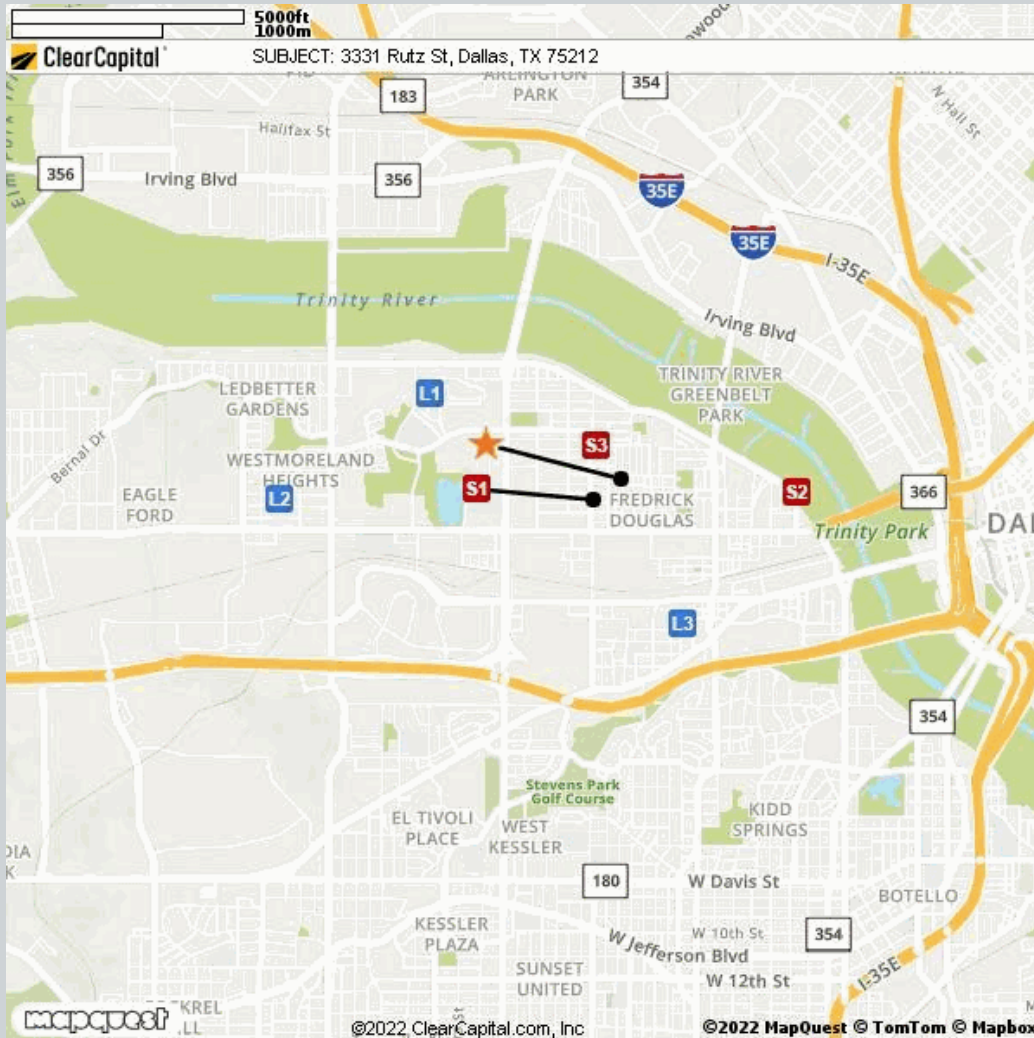 5000ft
1000m
ClearCapital
SUBJECT: 3331 Rutz St, Dallas, TX 75212
ARLINGTON
PARK
354
183
N Hall St
Halifax St
356
Irving Blvd
356
35E
35E
I-35E
Trinity River
Irving Blvd
TRINITY RIVER
GREENBELT
PARK
LEDBETTER
GARDENS
L1
Bernal Dr
S3
WESTMORELAND
HEIGHTS
S1
L2
EAGLE
FORD
FREDRICK
DOUGLAS
S2
366
Trinity Park
L3
354
Stevens Park
Golf Course
EL TIVOLI
PLACE
WEST
KESSLER
KIDD
SPRINGS
180
W Davis St
BOTELLO
KESSLER
PLAZA
W 10th St
354
W Jefferson Blvd
W 12th St
SUNSET
UNITED
I-35E
mapquest
©2022 ClearCapital.com, Inc
©2022 MapQuest © TomTom © Mapbox